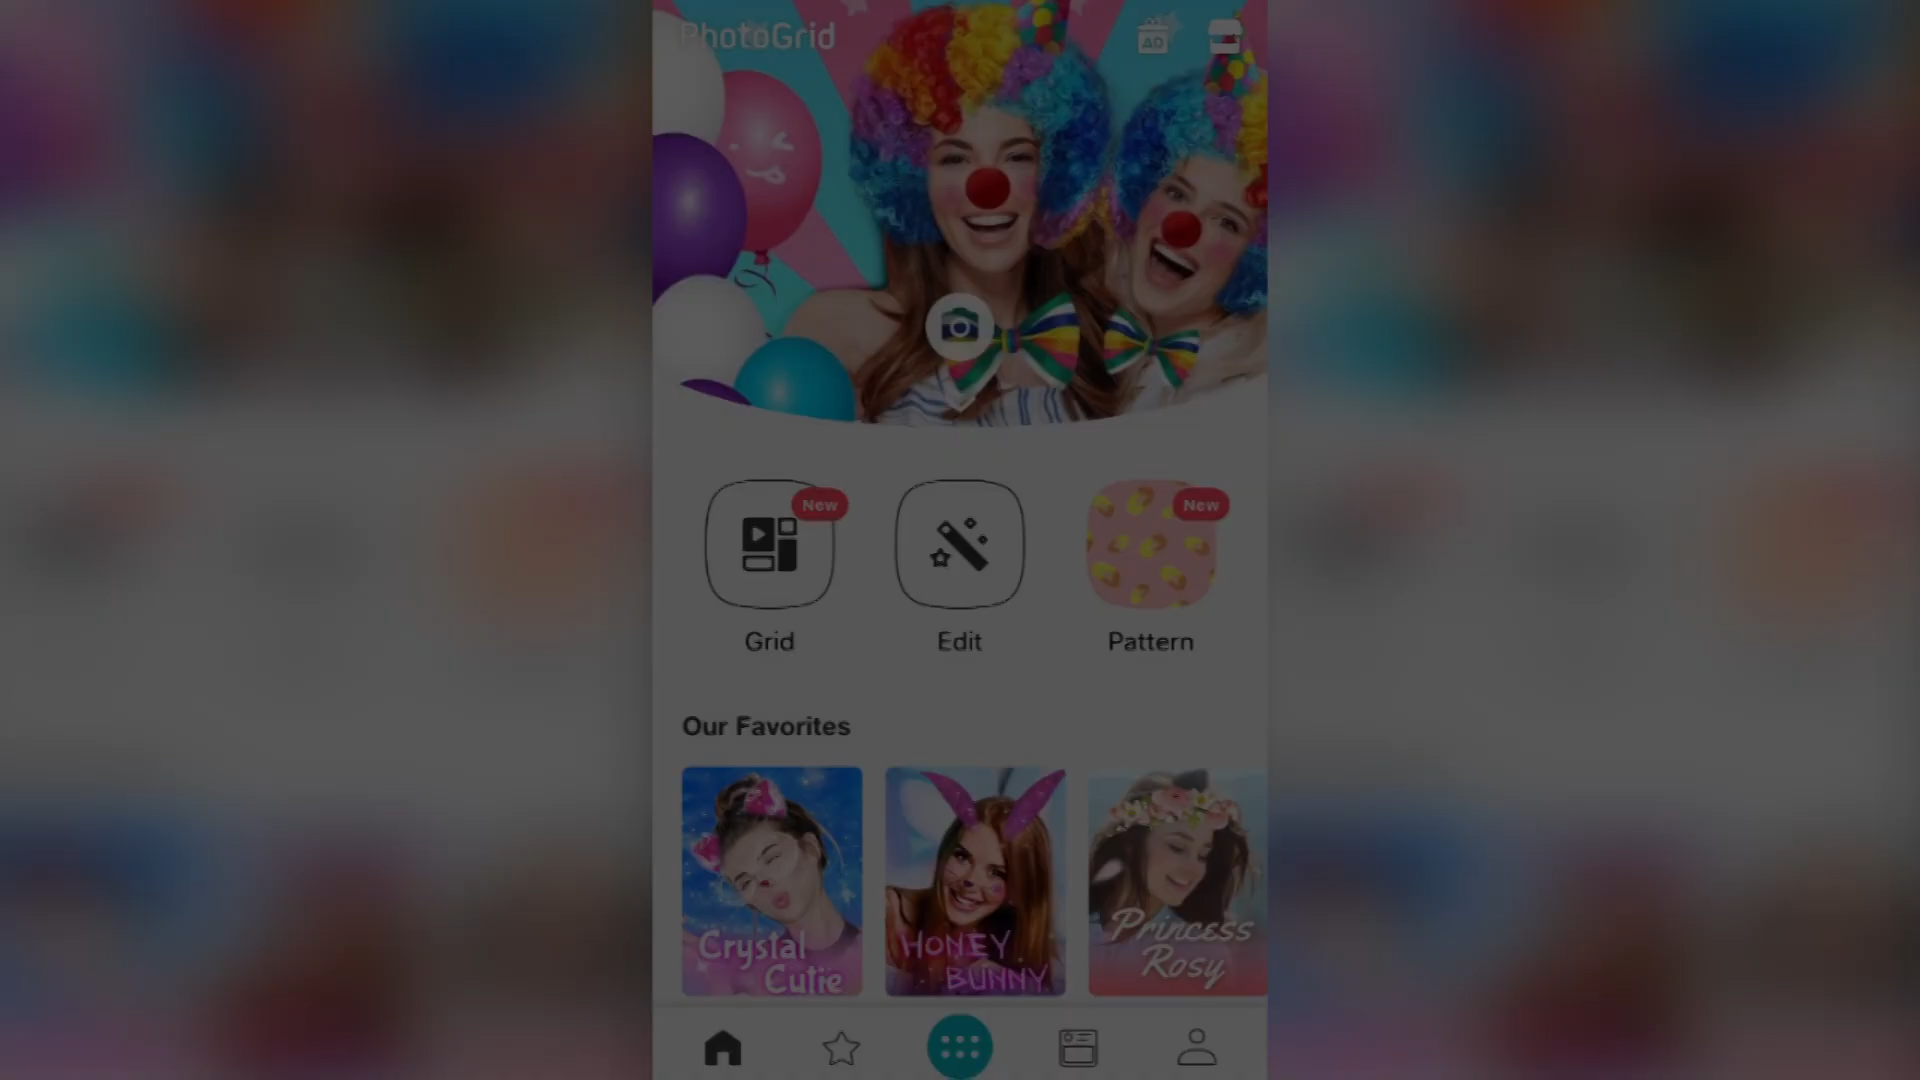 PhotoGrid
AD
New
New
Grid
Edit
Pattern
Our Favorites
Crystal
Cutie
HONEY
BUNNY
Princess
Rosy